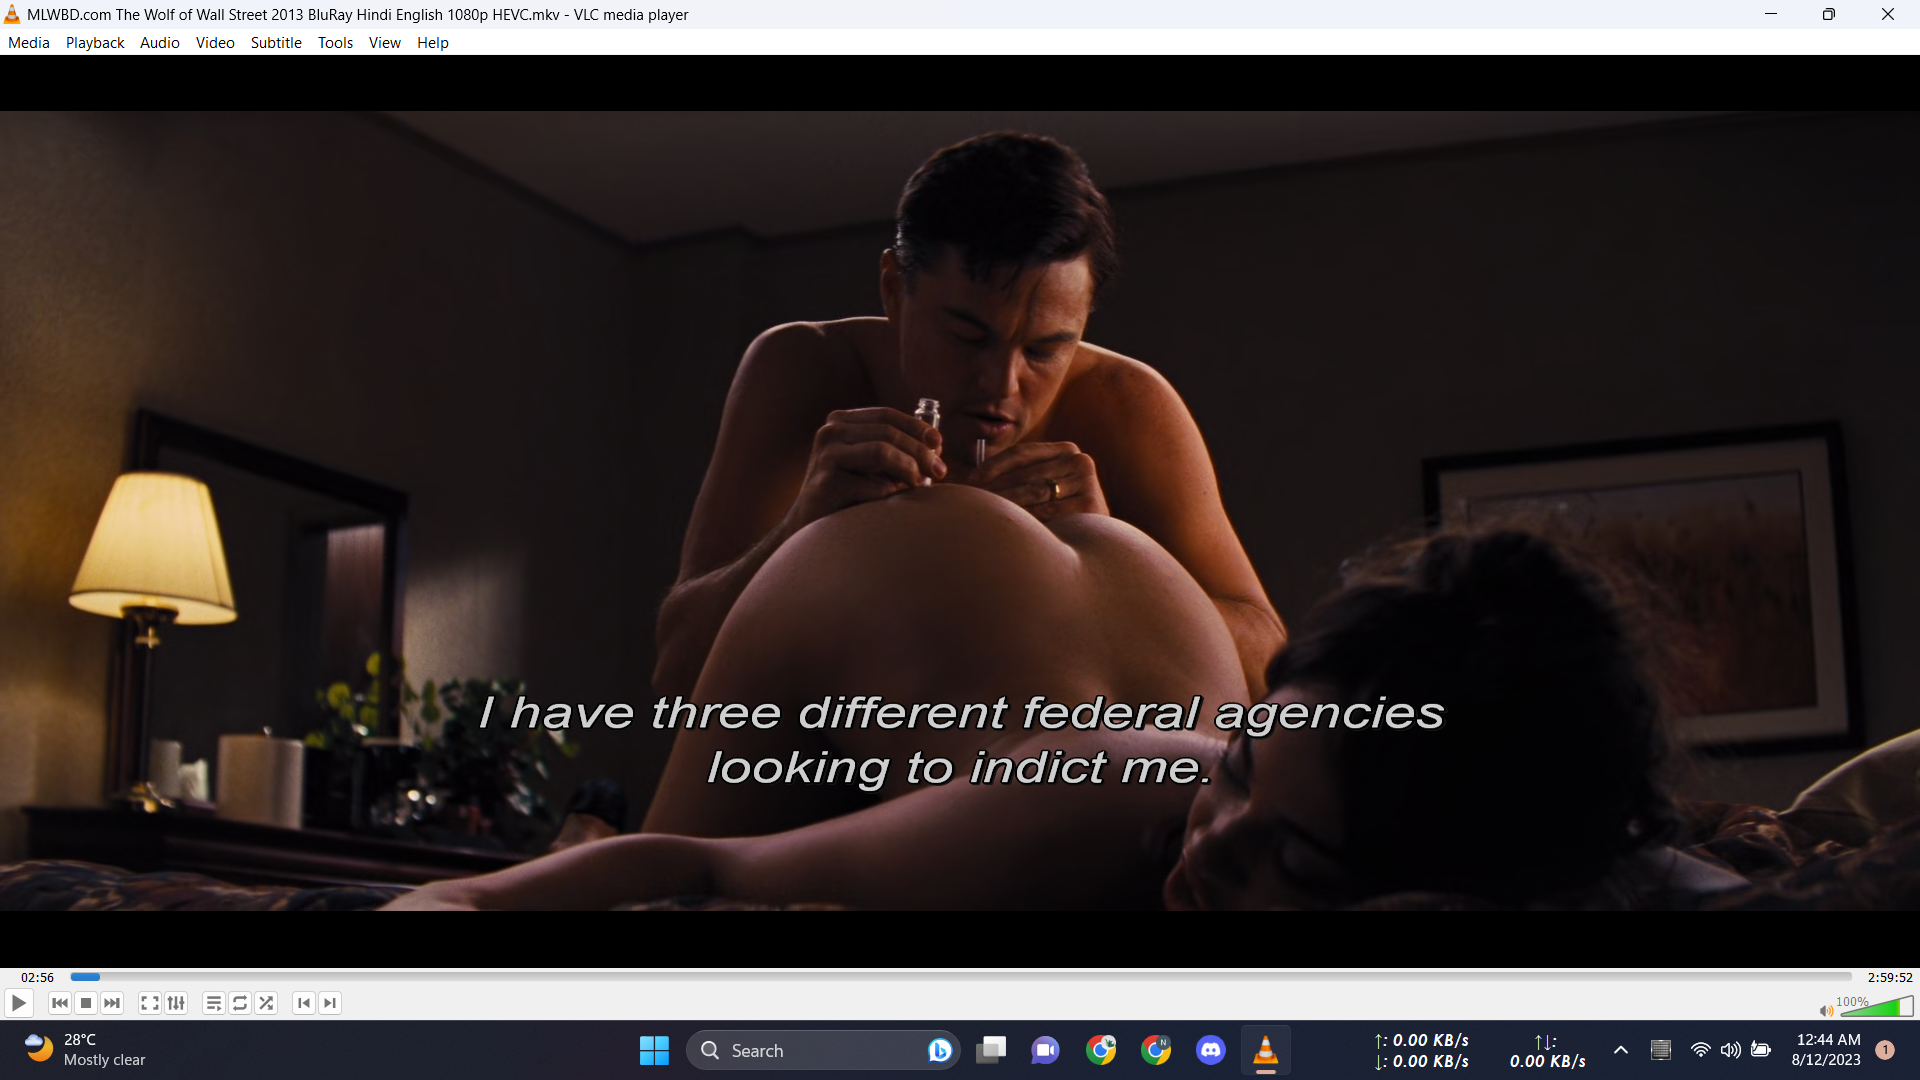 MLWBD.com The Wolf of Wall Street 2013 BluRay Hindi English 1080p HEVC.mkv - VLC media player
Media Playback Audio Video Subtitle Tools View Help
I have three different federal agencies
looking to indict me.
02:56 2:59:52
100%
28°C
Mostly clear
Search
N
↑: 0.00 KB/s
↓: 0.00 KB/s
↑↓:
0.00 KB/s
12:44 AM
8/12/2023
1